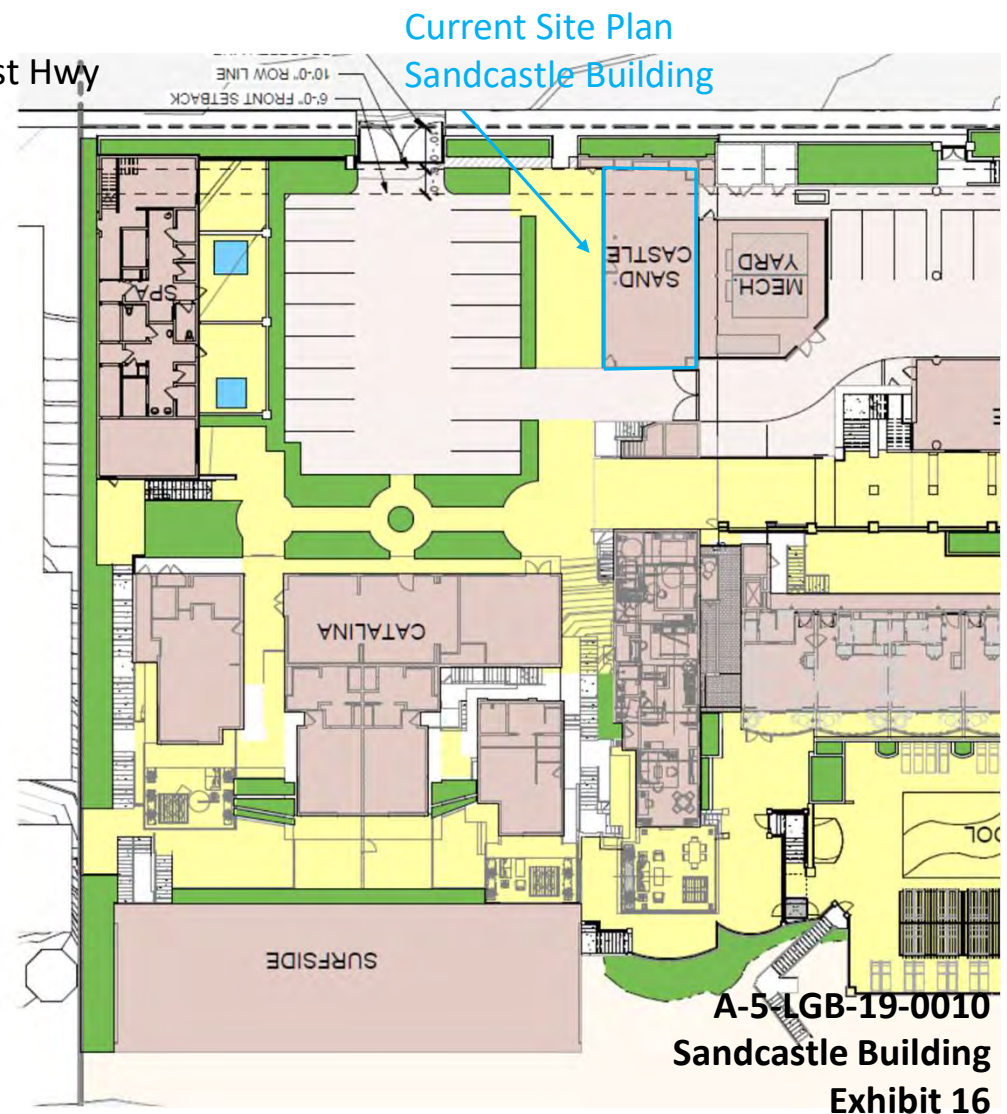 Current Site Plan
Sandcastle Building
st Hwy
10'-0" ROW LINE
6'-0" FRONT SETBACK
SPA
SAND
CASTLE
MECH.
YARD
CATALINA
OOL
SURFSIDE
A-5-LGB-19-0010
Sandcastle Building
Exhibit 16